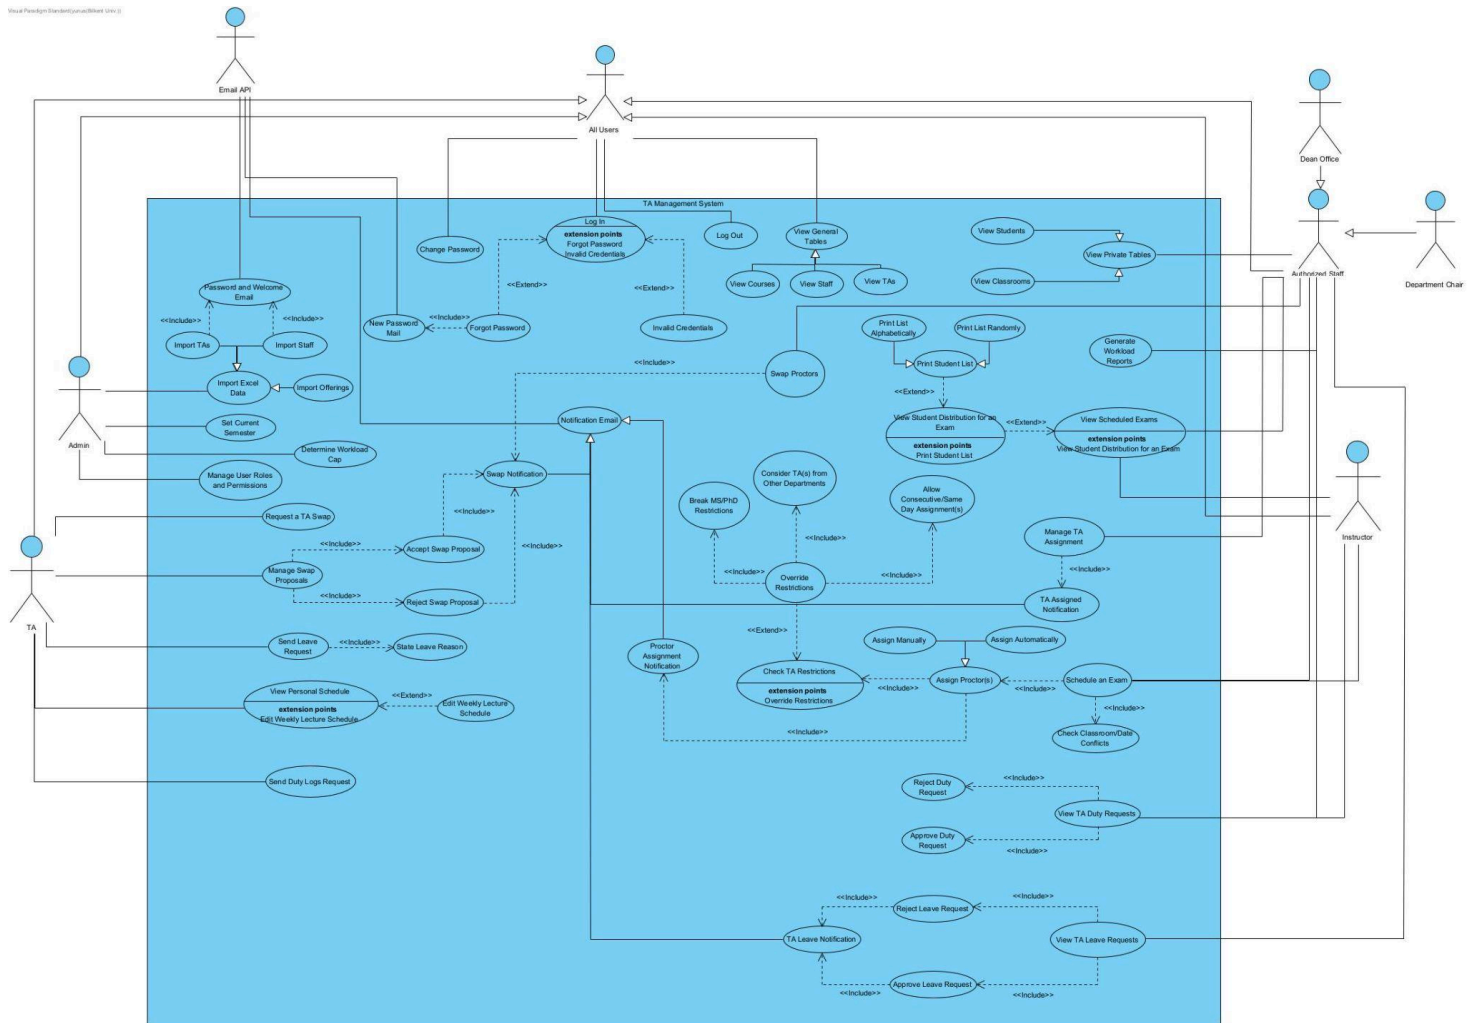 Visual Paradigm Standard(yavuz(Bilkent Univ.))
Email API
All Users
Dean Office
TA Management System
Log In
extension points
Forgot Password
Invalid Credentials
Change Password
Log Out
View General
Tables
View Students
View Private Tables
View Classrooms
Authorized Staff
Department Chair
View Courses
View Staff
View TAs
Password and Welcome
Email
<<Extend>>
<<Extend>>
<<Include>>
<<Include>>
<<Include>>
New Password
Mail
Forgot Password
Invalid Credentials
Import TAs
Import Staff
Print List
Alphabetically
Print List Randomly
Generate
Workload
Reports
<<Include>>
Print Student List
Swap Proctors
Import Excel
Data
Import Offerings
<<Extend>>
Admin
Set Current
Semester
Notification Email
View Student Distribution for an
Exam
extension points
Print Student List
<<Extend>>
View Scheduled Exams
extension points
View Student Distribution for an Exam
Determine Workload
Cap
Manage User Roles
and Permissions
Swap Notification
Consider TA(s) from
Other Departments
Break MS/PhD
Restrictions
Allow
Consecutive/Same
Day Assignment(s)
<<Include>>
Request a TA Swap
<<Include>>
<<Include>>
<<Include>>
Accept Swap Proposal
Manage TA
Assignment
Instructor
Manage Swap
Proposals
<<Include>>
<<Include>>
<<Include>>
Override
Restrictions
<<Include>>
Reject Swap Proposal
TA Assigned
Notification
TA
<<Extend>>
Send Leave
Request
<<Include>>
State Leave Reason
Proctor
Assignment
Notification
Assign Manually
Assign Automatically
Check TA Restrictions
extension points
Override Restrictions
<<Include>>
Assign Proctor(s)
<<Include>>
Schedule an Exam
View Personal Schedule
extension points
Edit Weekly Lecture Schedule
<<Extend>>
Edit Weekly Lecture
Schedule
<<Include>>
<<Include>>
Check Classroom/Date
Conflicts
Send Duty Logs Request
Reject Duty
Request
<<Include>>
View TA Duty Requests
Approve Duty
Request
<<Include>>
<<Include>>
<<Include>>
Reject Leave Request
TA Leave Notification
View TA Leave Requests
Approve Leave Request
<<Include>>
<<Include>>